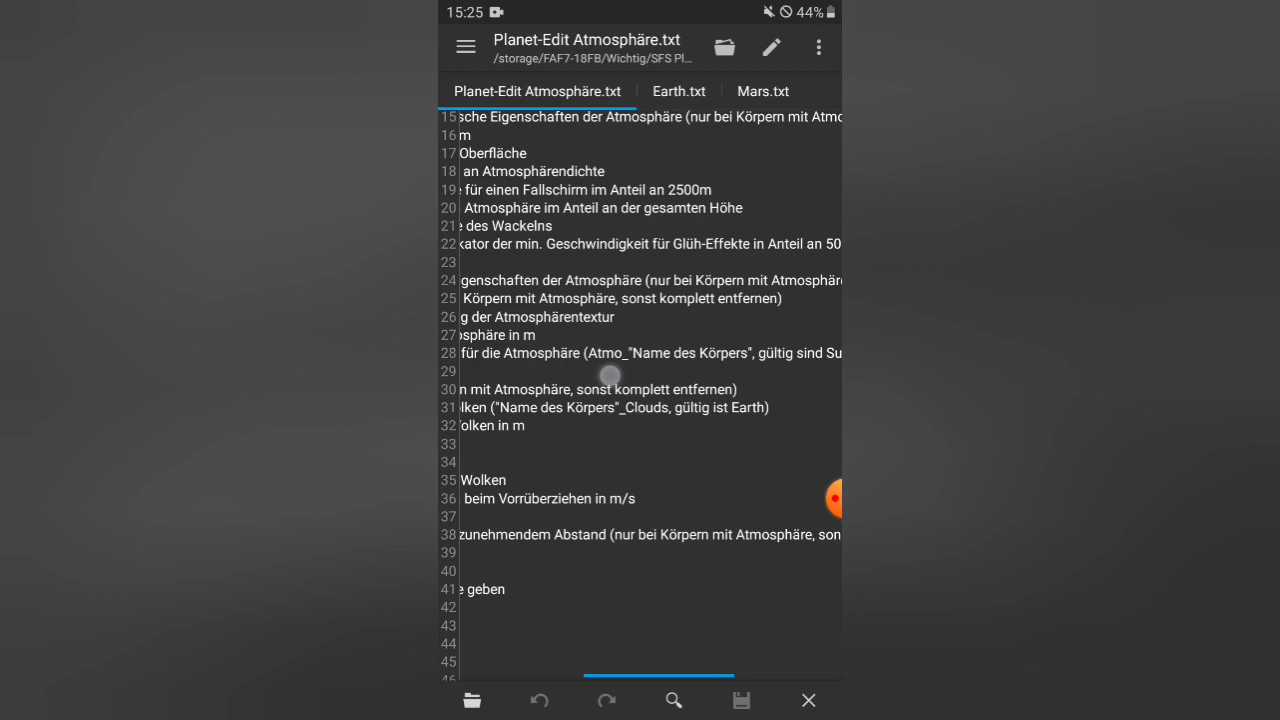 15:25 44%
Planet-Edit Atmosphäre.txt
/storage/FAF7-18FB/Wichtig/SFS Pl...
Planet-Edit Atmosphäre.txt Earth.txt Mars.txt
15 sche Eigenschaften der Atmosphäre (nur bei Körpern mit Atmo
16 m
17 Oberfläche
18 an Atmosphärendichte
19 e für einen Fallschirm im Anteil an 2500m
20 Atmosphäre im Anteil an der gesamten Höhe
21 e des Wackelns
22 kator der min. Geschwindigkeit für Glüh-Effekte in Anteil an 50
23
24 genschaften der Atmosphäre (nur bei Körpern mit Atmosphäre
25 Körpern mit Atmosphäre, sonst komplett entfernen)
26 g der Atmosphärentextur
27 osphäre in m
28 für die Atmosphäre (Atmo_"Name des Körpers", gültig sind Su
29
30 n mit Atmosphäre, sonst komplett entfernen)
31 lken ("Name des Körpers"_Clouds, gültig ist Earth)
32 olken in m
33
34
35 Wolken
36 beim Vorrüberziehen in m/s
37
38 zunehmendem Abstand (nur bei Körpern mit Atmosphäre, son
39
40
41 e geben
42
43
44
45
46